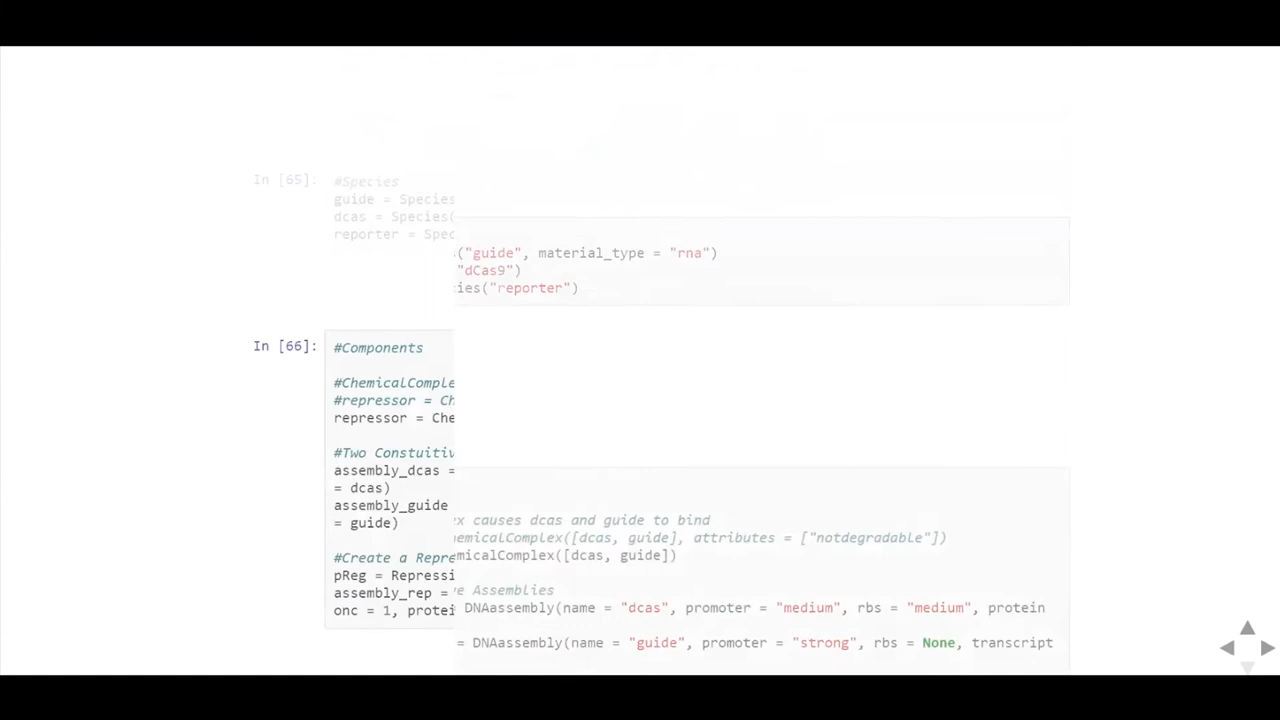 In [65]: #Species
guide = Species
dcas = Species(
reporter = Spec
s("guide", material_type = "rna")
"dCas9")
ies("reporter")
In [66]: #Components
#ChemicalComple
#repressor = Ch
repressor = Che
#Two Constuitiv
assembly_dcas =
= dcas)
assembly_guide
= guide)
#Create a Repre
pReg = Repressi
assembly_rep =
onc = 1, protei
ex causes dcas and guide to bind
hemicalComplex([dcas, guide], attributes = ["notdegradable"])
emicalComplex([dcas, guide])
ve Assemblies
DNAassembly(name = "dcas", promoter = "medium", rbs = "medium", protein
= DNAassembly(name = "guide", promoter = "strong", rbs = None, transcript